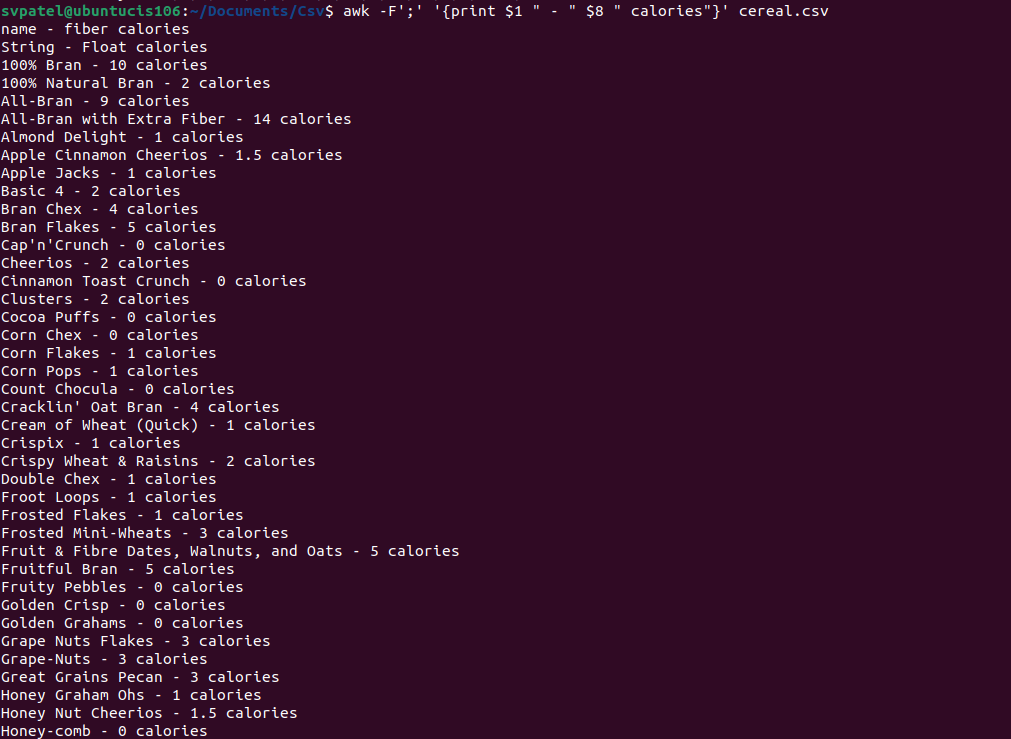 svpatel@ubuntucis106:~/Documents/Csv$ awk -F';' '{print $1 " - " $8 " calories"}' cereal.csv
name - fiber calories
String - Float calories
100% Bran - 10 calories
100% Natural Bran - 2 calories
All-Bran - 9 calories
All-Bran with Extra Fiber - 14 calories
Almond Delight - 1 calories
Apple Cinnamon Cheerios - 1.5 calories
Apple Jacks - 1 calories
Basic 4 - 2 calories
Bran Chex - 4 calories
Bran Flakes - 5 calories
Cap'n'Crunch - 0 calories
Cheerios - 2 calories
Cinnamon Toast Crunch - 0 calories
Clusters - 2 calories
Cocoa Puffs - 0 calories
Corn Chex - 0 calories
Corn Flakes - 1 calories
Corn Pops - 1 calories
Count Chocula - 0 calories
Cracklin' Oat Bran - 4 calories
Cream of Wheat (Quick) - 1 calories
Crispix - 1 calories
Crispy Wheat & Raisins - 2 calories
Double Chex - 1 calories
Froot Loops - 1 calories
Frosted Flakes - 1 calories
Frosted Mini-Wheats - 3 calories
Fruit & Fibre Dates, Walnuts, and Oats - 5 calories
Fruitful Bran - 5 calories
Fruity Pebbles - 0 calories
Golden Crisp - 0 calories
Golden Grahams - 0 calories
Grape Nuts Flakes - 3 calories
Grape-Nuts - 3 calories
Great Grains Pecan - 3 calories
Honey Graham Ohs - 1 calories
Honey Nut Cheerios - 1.5 calories
Honey-comb - 0 calories